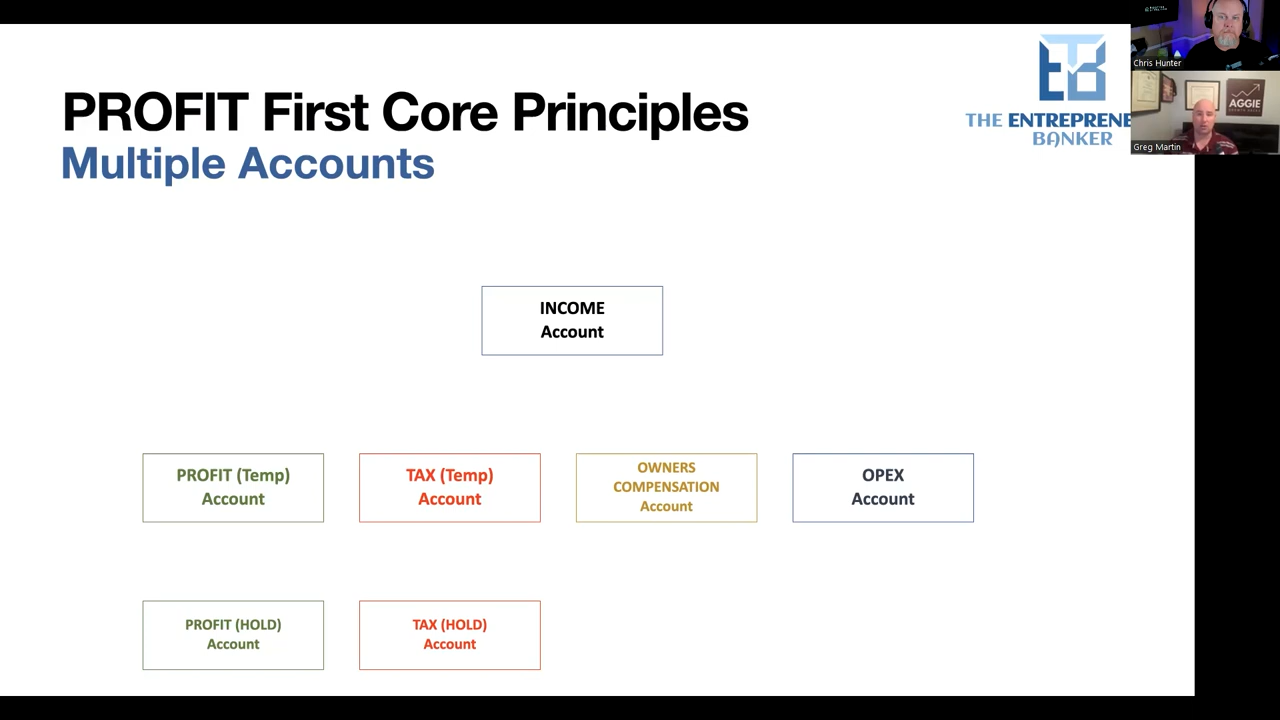 PROFIT First Core Principles
Multiple Accounts
THE ENTREPRENE
BANKER
Chris Hunter
AGGIE
Greg Martin
INCOME
Account
PROFIT (Temp)
Account
TAX (Temp)
Account
OWNERS
COMPENSATION
Account
OPEX
Account
PROFIT (HOLD)
Account
TAX (HOLD)
Account